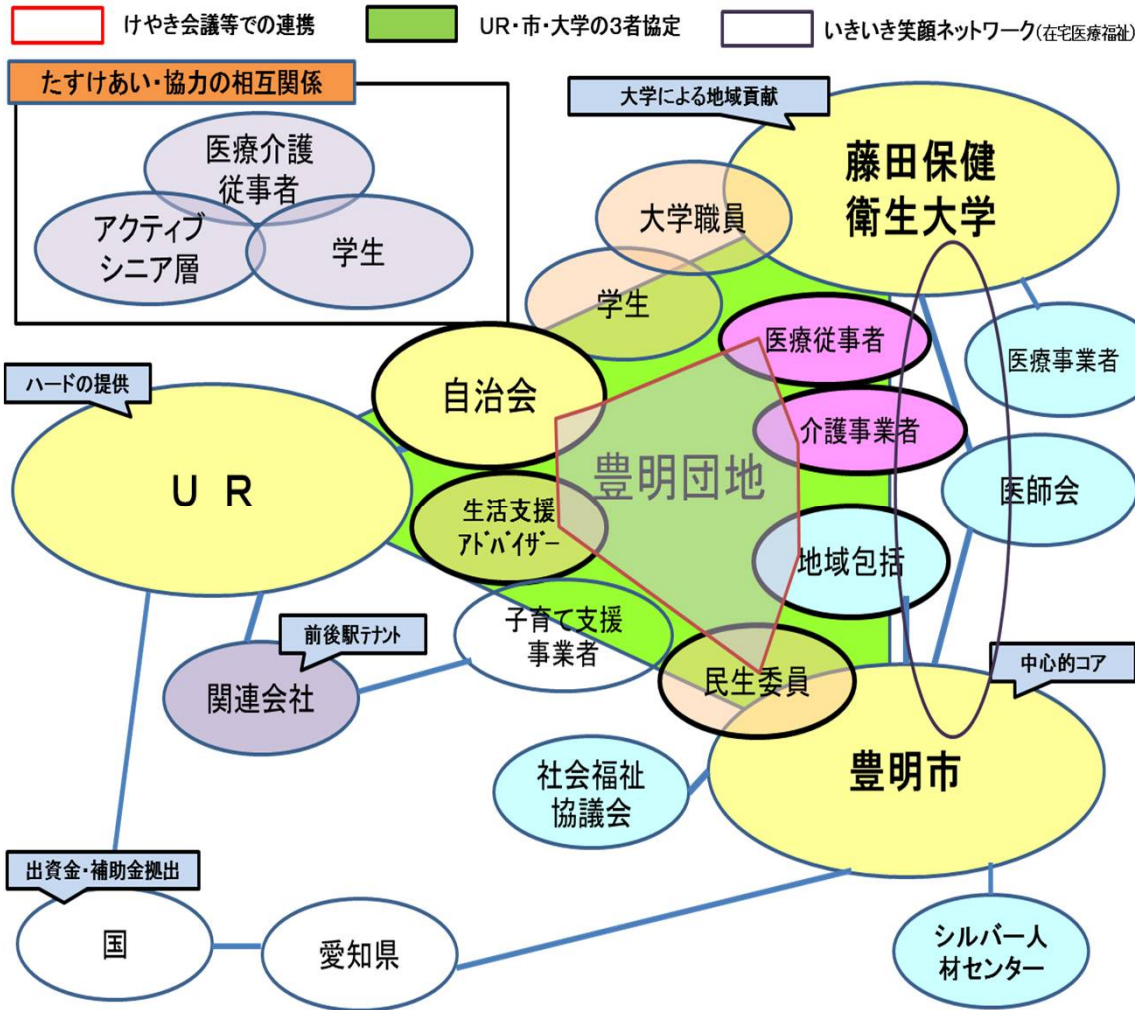 けやき会議等での連携
UR・市・大学の3者協定
いきいき笑顔ネットワーク(在宅医療福祉)
たすけあい・協力の相互関係
医療介護
従事者
アクティブ
シニア層
学生
大学による地域貢献
藤田保健
衛生大学
大学職員
学生
医療従事者
医療事業者
ハードの提供
自治会
介護事業者
UR
豊明団地
医師会
生活支援
アドバイザー
地域包括
子育て支援
事業者
前後駅テナント
関連会社
民生委員
中心的コア
豊明市
社会福祉
協議会
出資金・補助金拠出
国
愛知県
シルバー人
材センター